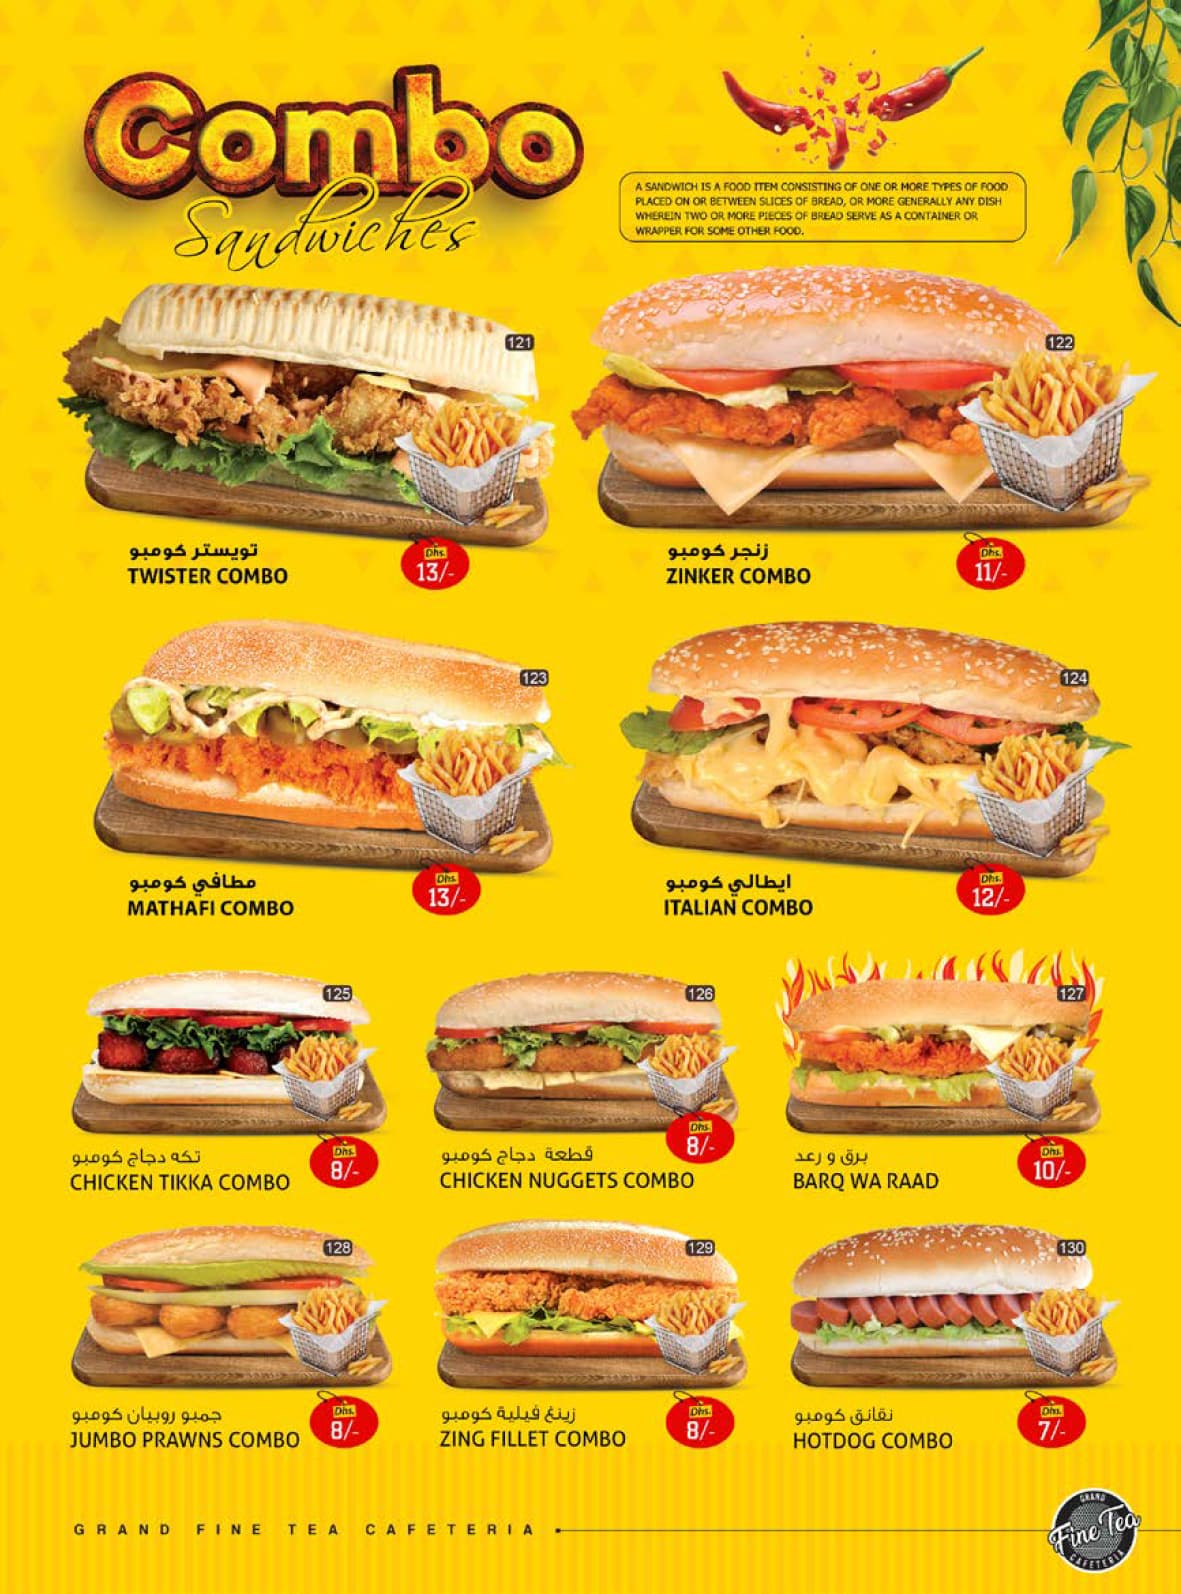 Combo
Sandwiches
A SANDWICH IS A FOOD ITEM CONSISTING OF ONE OR MORE TYPES OF FOOD
PLACED ON OR BETWEEN SLICES OF BREAD, OR MORE GENERALLY ANY DISH
WHEREIN TWO OR MORE PIECES OF BREAD SERVE AS A CONTAINER OR
WRAPPER FOR SOME OTHER FOOD.
121
تويستر كومبو
TWISTER COMBO
Dhs.
13/-
122
زنجر كومبو
ZINKER COMBO
Dhs.
11/-
123
مطافي كومبو
MATHAFI COMBO
Dhs.
13/-
124
ايطالي كومبو
ITALIAN COMBO
Dhs.
12/-
125
تكه دجاج كومبو
CHICKEN TIKKA COMBO
Dhs.
8/-
126
قطعة دجاج كومبو
CHICKEN NUGGETS COMBO
Dhs.
8/-
127
برق و رعد
BARQ WA RAAD
Dhs.
10/-
128
جمبو روبيان كومبو
JUMBO PRAWNS COMBO
Dhs.
8/-
129
زينغ فيلية كومبو
ZING FILLET COMBO
Dhs.
8/-
130
نقانق كومبو
HOTDOG COMBO
Dhs.
7/-
GRAND FINE TEA CAFETERIA
GRAND
Fine Tea
CAFETERIA